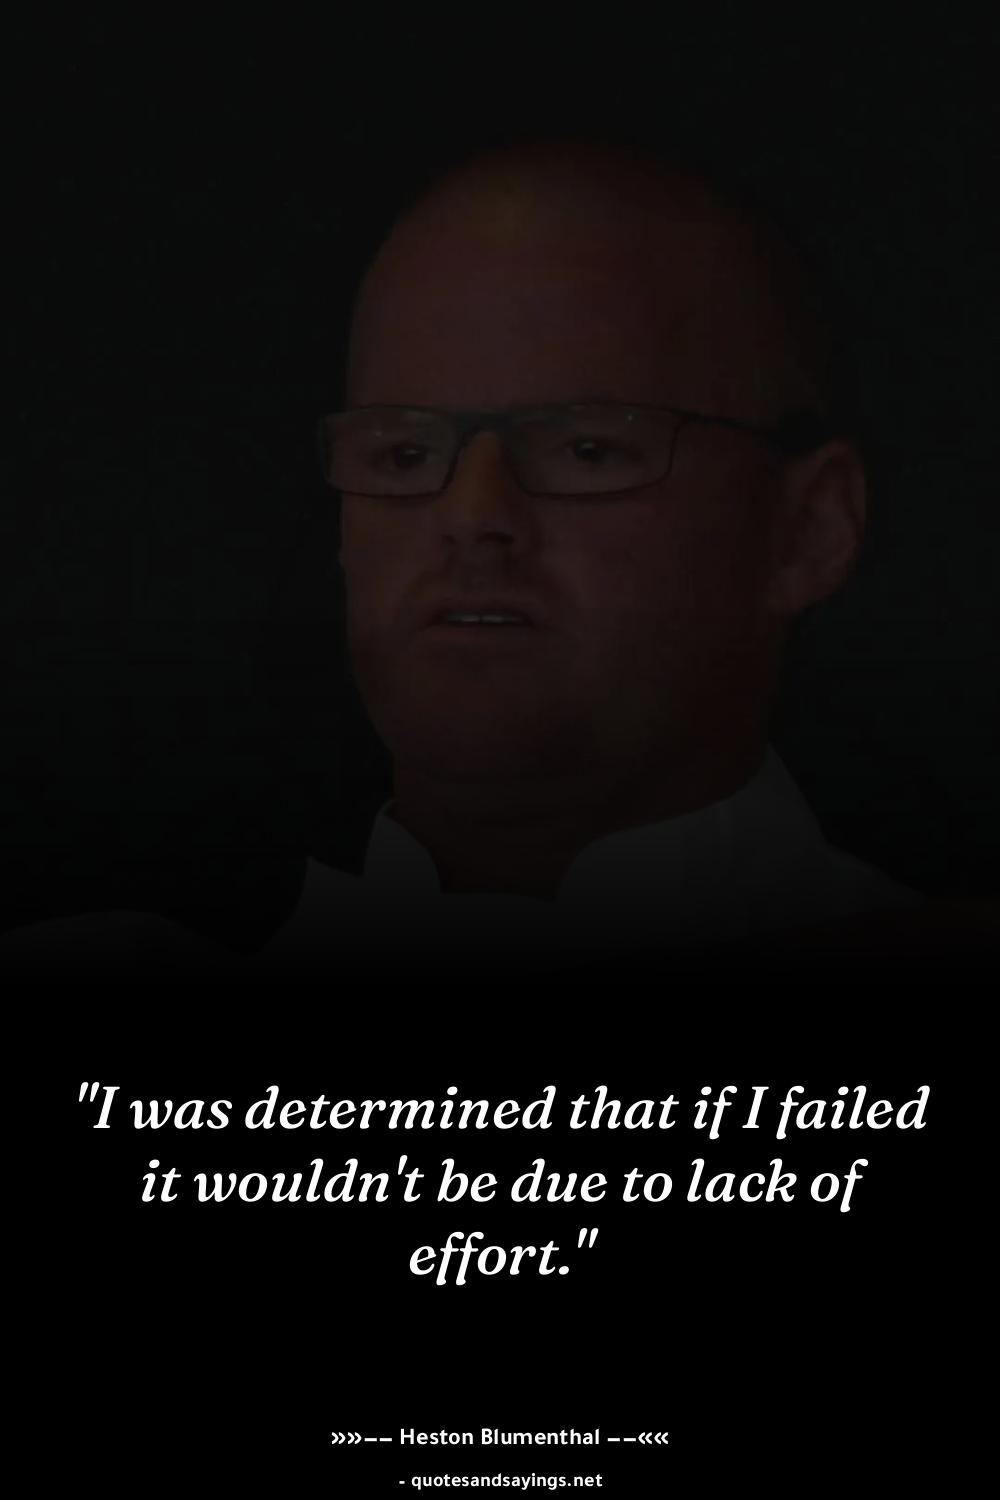 "I was determined that if I failed
it wouldn't be due to lack of
effort."
»»–– Heston Blumenthal ––««
- quotesandsayings.net